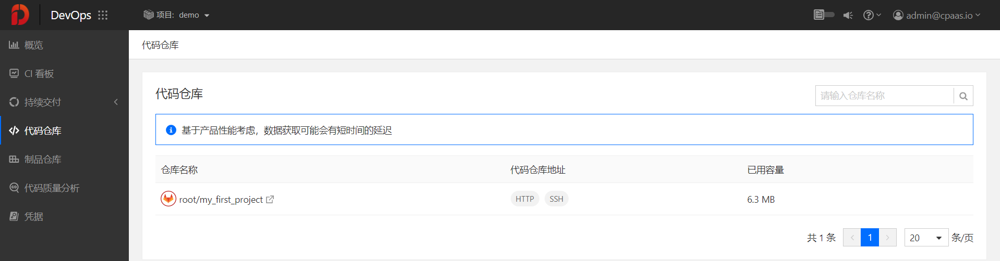 DevOps
项目: demo
admin@cpaas.io
概览
CI 看板
持续交付
代码仓库
制品仓库
代码质量分析
凭据
代码仓库
代码仓库
请输入仓库名称
基于产品性能考虑，数据获取可能会有短时间的延迟
仓库名称 代码仓库地址 已用容量
root/my_first_project HTTP SSH 6.3 MB
共 1 条 1 20 条/页